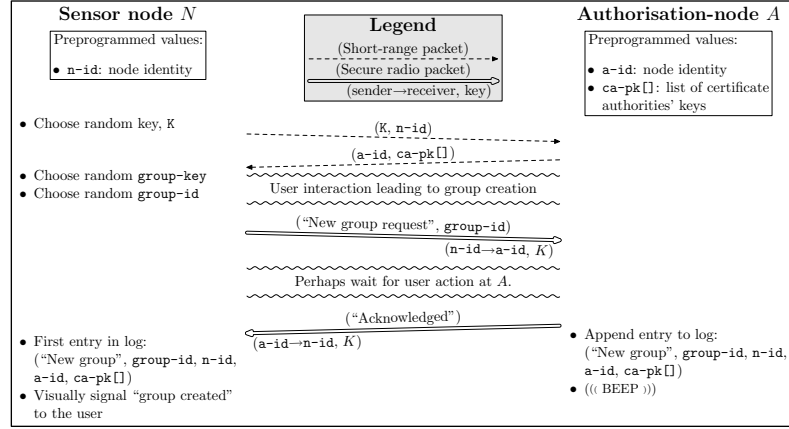 Sensor node N
Preprogrammed values:
• n-id: node identity
Legend
(Short-range packet)
(Secure radio packet)
(sender→receiver, key)
Authorisation-node A
Preprogrammed values:
• a-id: node identity
• ca-pk[]: list of certificate
authorities' keys
• Choose random key, K
(K, n-id)
(a-id, ca-pk[])
• Choose random group-key
• Choose random group-id
User interaction leading to group creation
(“New group request”, group-id)
(n-id→a-id, K)
Perhaps wait for user action at A.
(“Acknowledged”)
(a-id→n-id, K)
• First entry in log:
(“New group”, group-id, n-id,
a-id, ca-pk[])
• Visually signal “group created”
to the user
• Append entry to log:
(“New group”, group-id, n-id,
a-id, ca-pk[])
• ((( BEEP )))